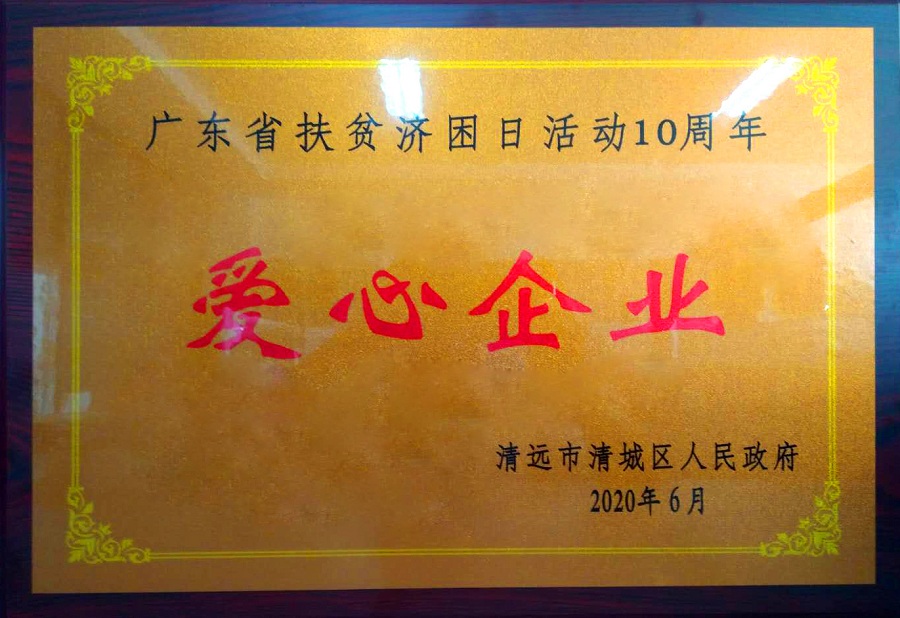 广东省扶贫济困日活动10周年
爱心企业
清远市清城区人民政府
2020年6月